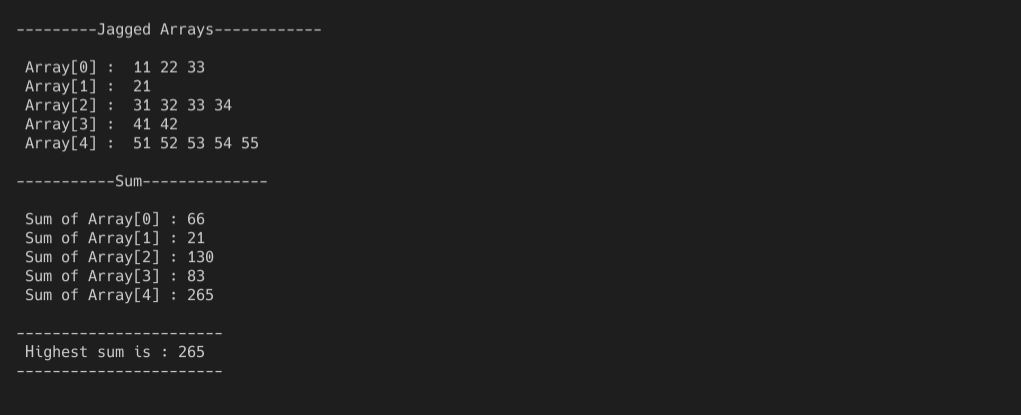 ---------Jagged Arrays------------
Array[0] :  11 22 33
Array[1] :  21
Array[2] :  31 32 33 34
Array[3] :  41 42
Array[4] :  51 52 53 54 55
-----------Sum--------------
Sum of Array[0] : 66
Sum of Array[1] : 21
Sum of Array[2] : 130
Sum of Array[3] : 83
Sum of Array[4] : 265
-----------------------
Highest sum is : 265
-----------------------